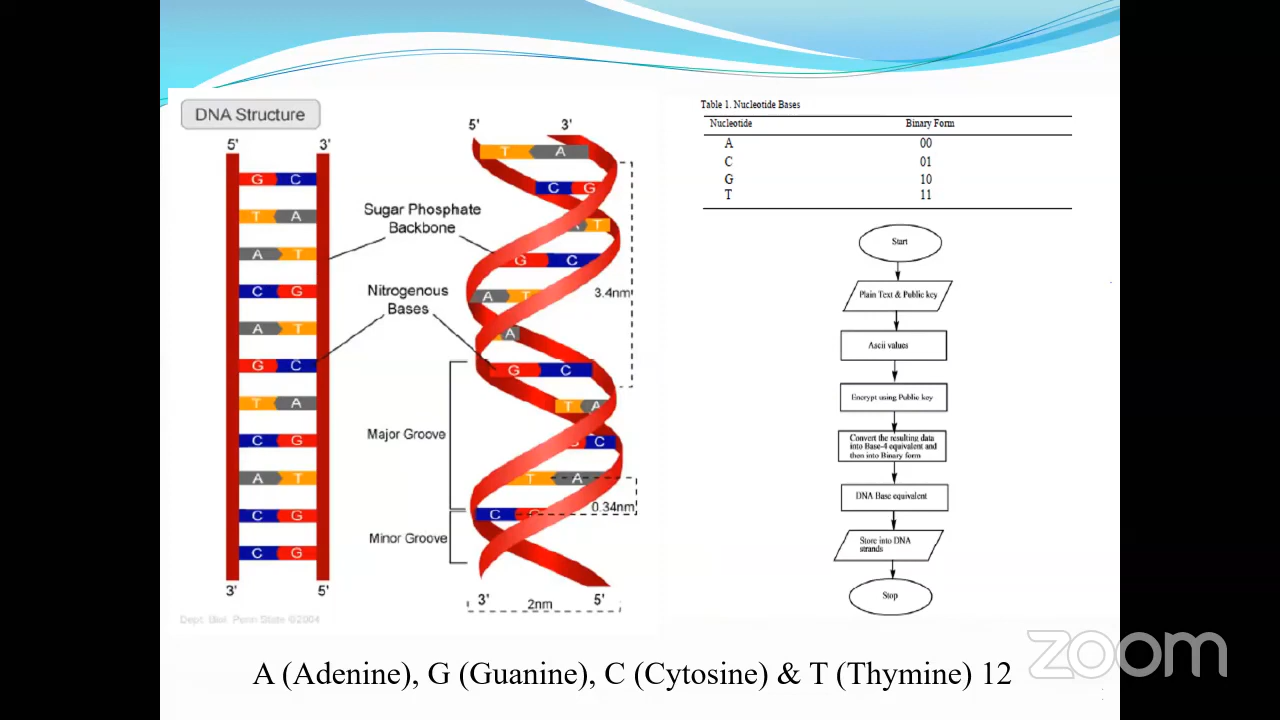 DNA Structure
5' 3'
G C
T A
A T
C G
A T
G C
T A
C G
A T
C G
C G
3' 5'
Dept. Biol. Penn State ©2004
Sugar Phosphate
Backbone
Nitrogenous
Bases
Major Groove
Minor Groove
5' 3'
T A
C G
T
G C
A T
A
G C
T A
C
T A
C
3.4nm
0.34nm
3' 5'
2nm
Table 1. Nucleotide Bases
Nucleotide Binary Form
A 00
C 01
G 10
T 11
Start
Plain Text & Public key
Ascii values
Encrypt using Public key
Convert the resulting data
into Base-4 equivalent and
then into Binary form
DNA Base equivalent
Store into DNA
strands
Stop
A (Adenine), G (Guanine), C (Cytosine) & T (Thymine) 12
zoom